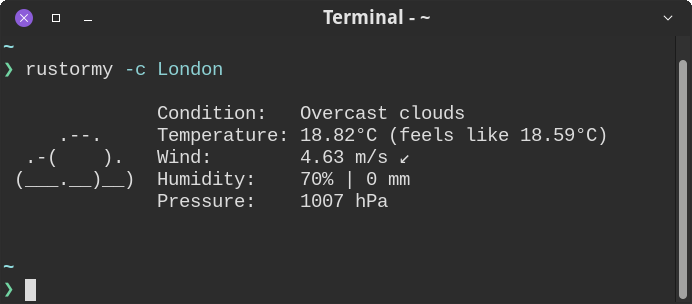 Terminal - ~
~
❯ rustormy -c London
Condition:   Overcast clouds
    .--.     Temperature: 18.82°C (feels like 18.59°C)
 .-(    ).   Wind:        4.63 m/s ↙
(___.__)__)  Humidity:    70% | 0 mm
Pressure:    1007 hPa
~
❯